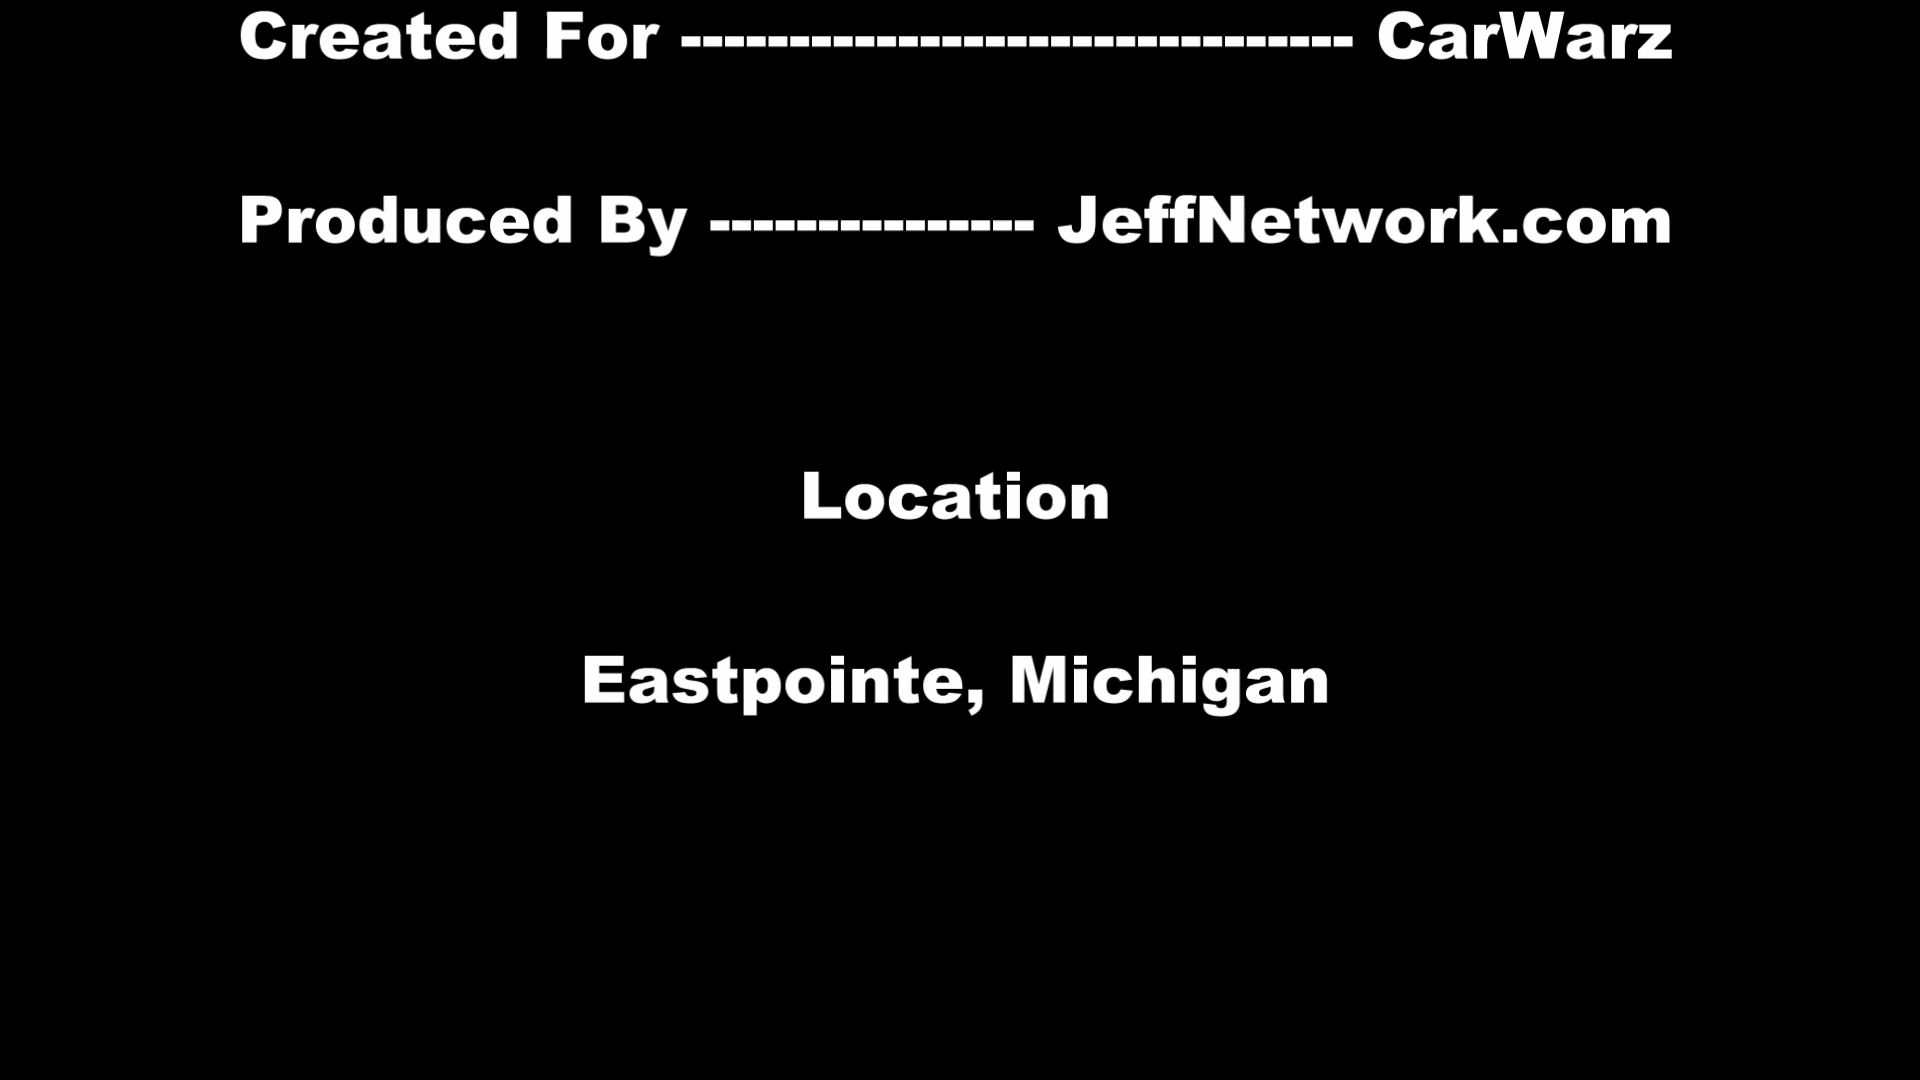 Created For ------------------------------- CarWarz
Produced By --------------- JeffNetwork.com
Location
Eastpointe, Michigan